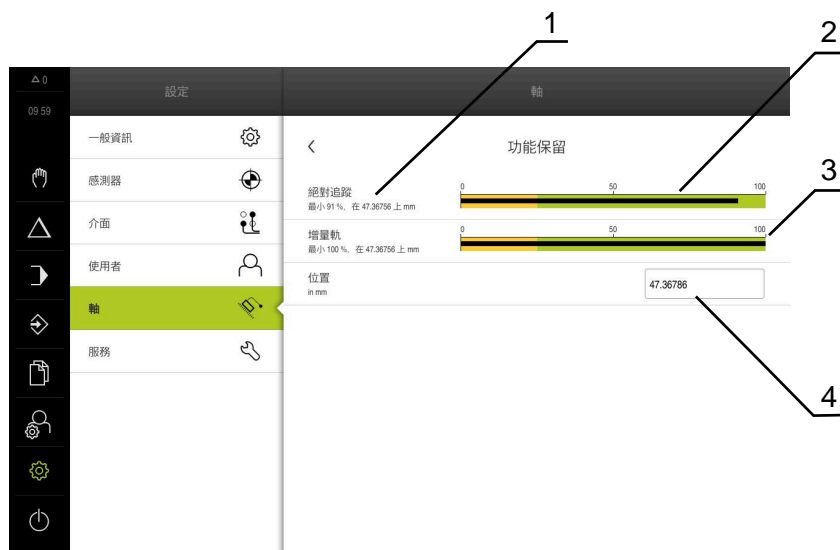 1
2
△ 0
設定
軸
09 59
一般資訊
功能保留
3
感測器
絕對追蹤
最小 91 %, 在 47.36756 上 mm
0 50 100
介面
增量軌
最小 100 %, 在 47.36756 上 mm
0 50 100
使用者
位置
in mm
47.36786
軸
服務
4